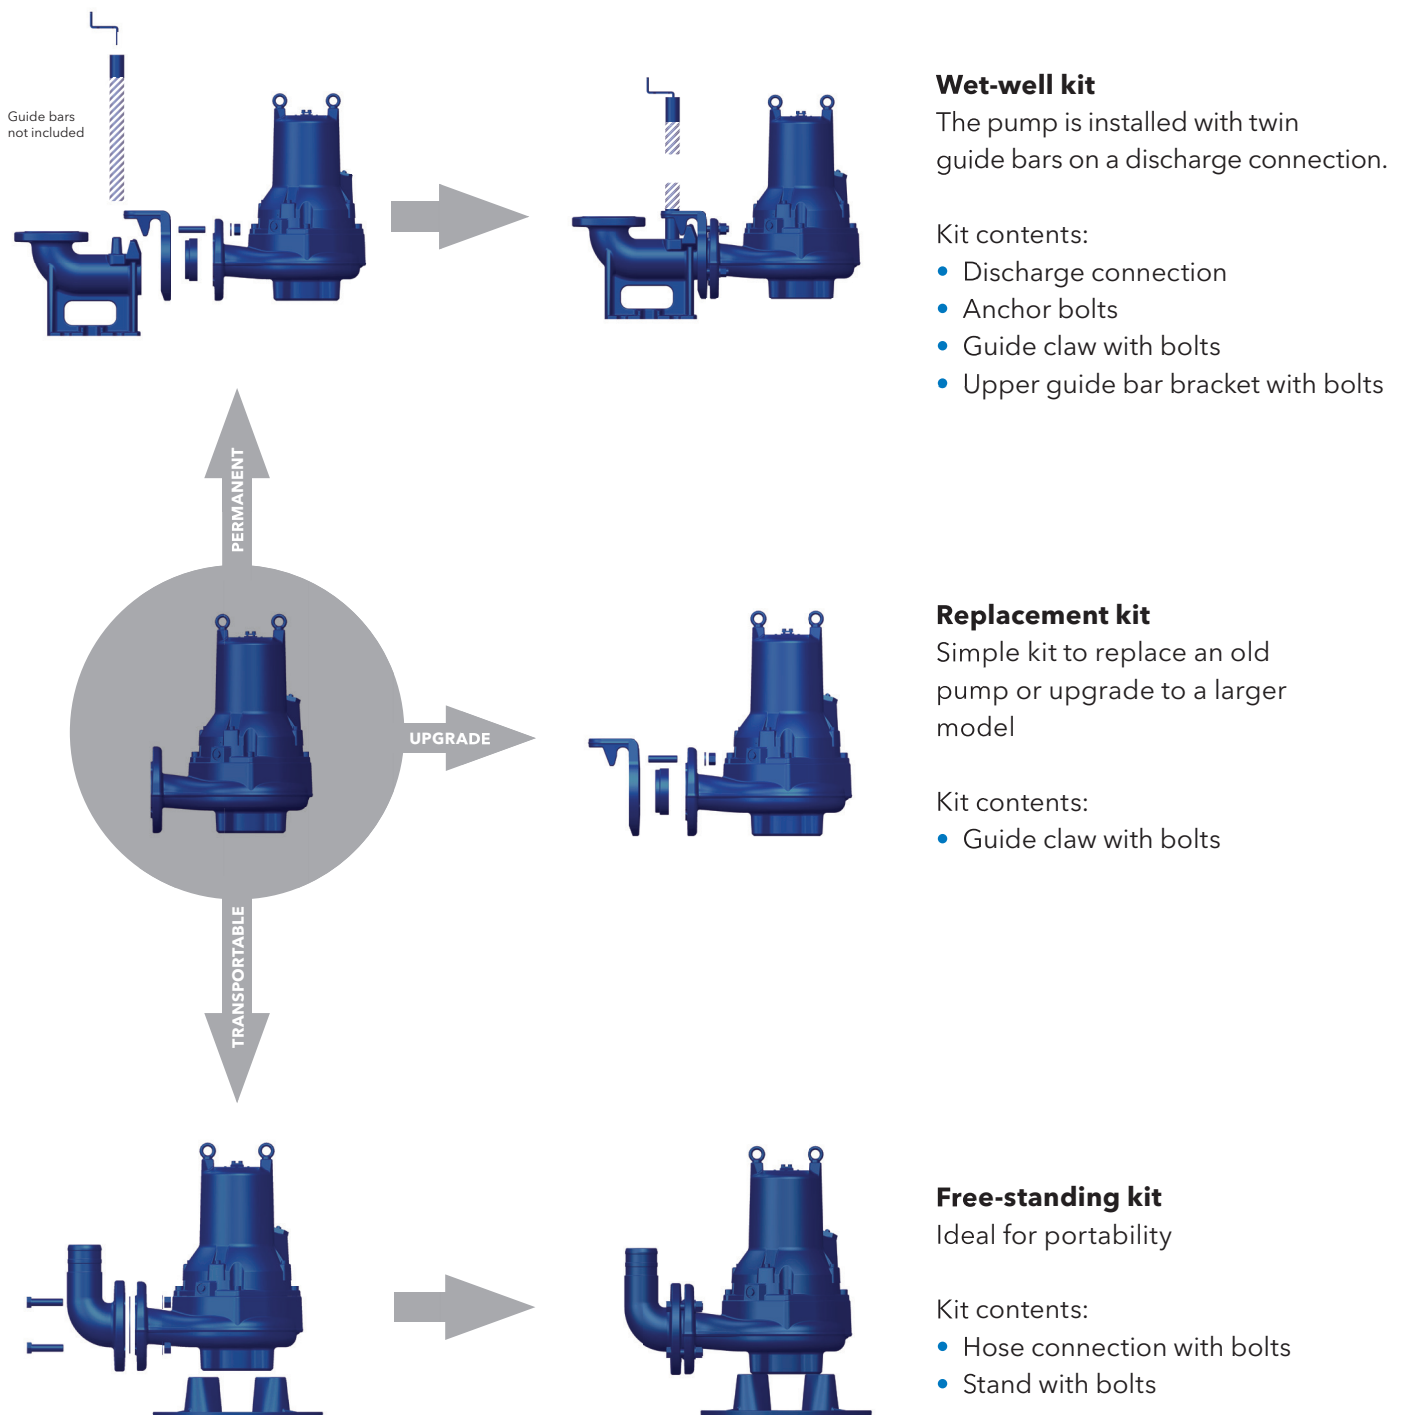 Guide bars
not included
Wet-well kit
The pump is installed with twin
guide bars on a discharge connection.
Kit contents:
• Discharge connection
• Anchor bolts
• Guide claw with bolts
• Upper guide bar bracket with bolts
PERMANENT
UPGRADE
Replacement kit
Simple kit to replace an old
pump or upgrade to a larger
model
Kit contents:
• Guide claw with bolts
TRANSPORTABLE
Free-standing kit
Ideal for portability
Kit contents:
• Hose connection with bolts
• Stand with bolts